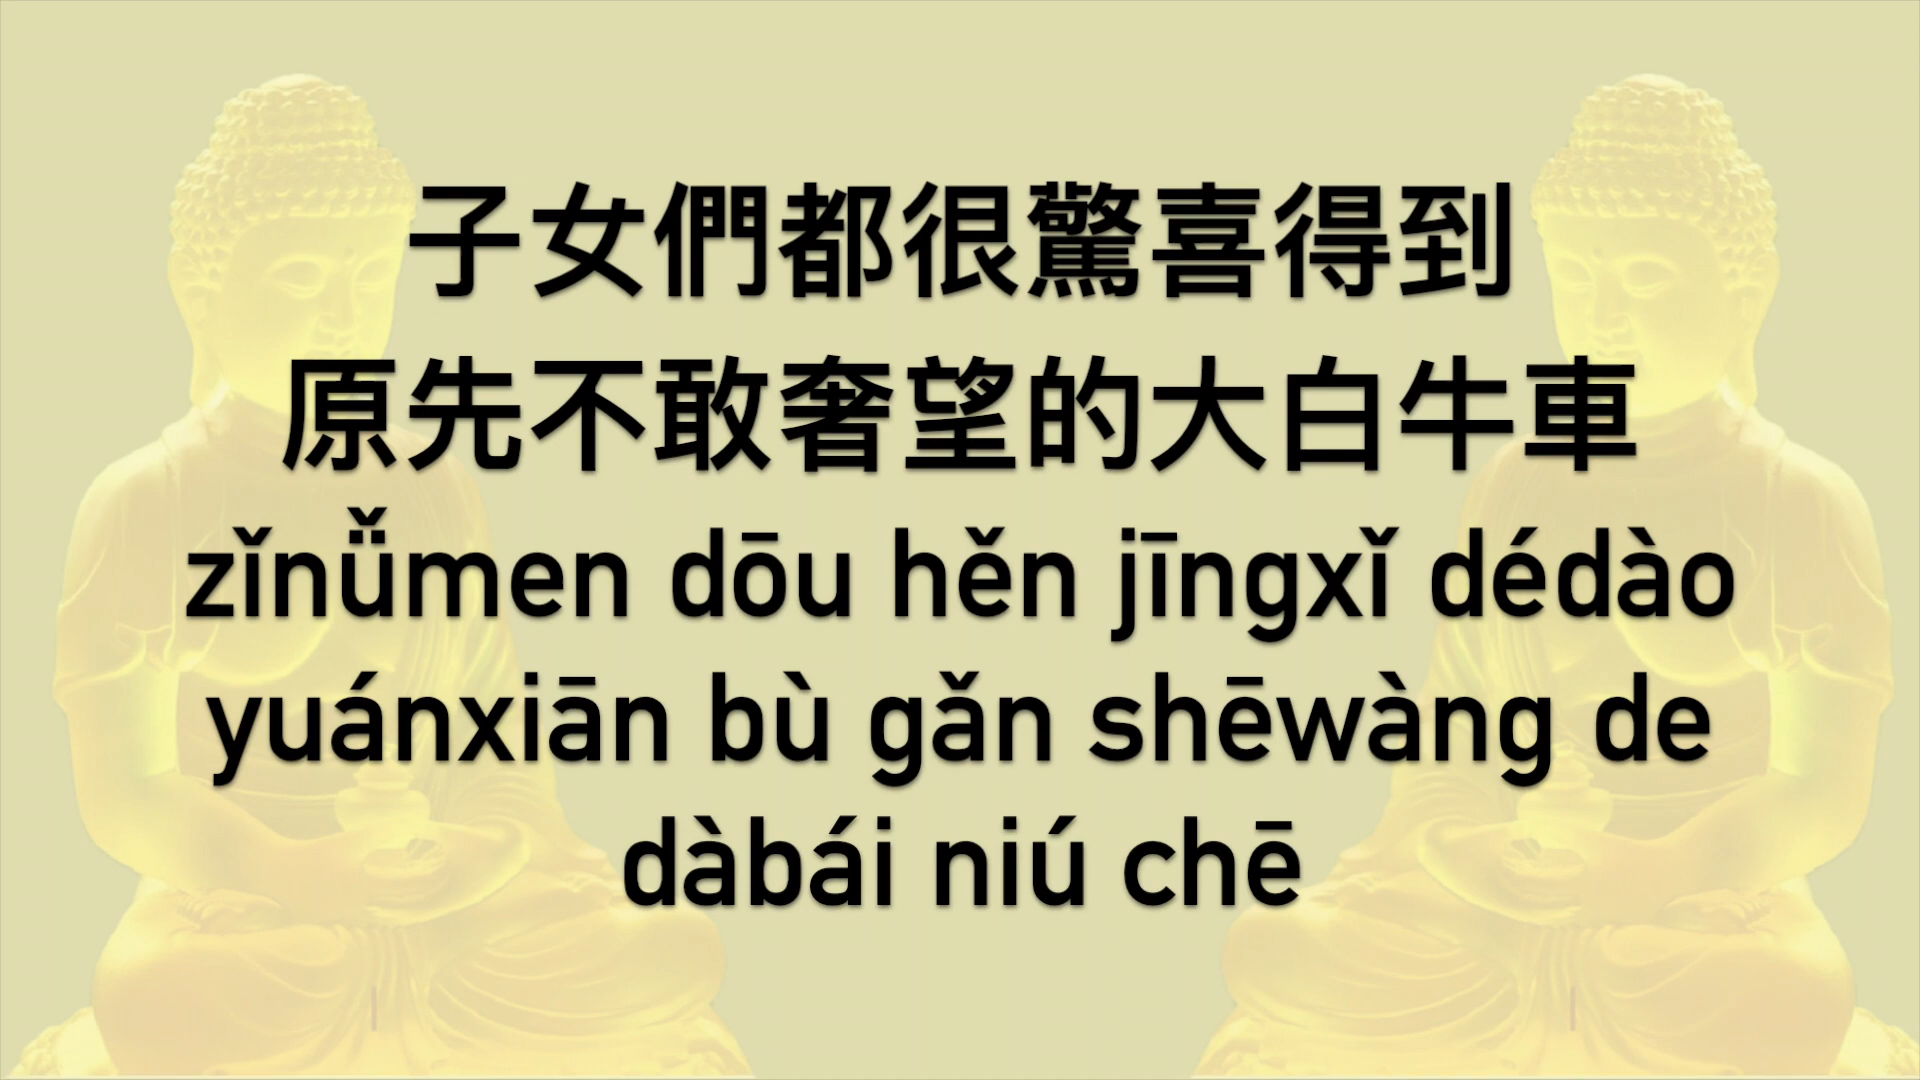 子女們都很驚喜得到
原先不敢奢望的大白牛車
zǐnǚmen dōu hěn jīngxǐ dédào
yuánxiān bù gǎn shēwàng de
dàbái niú chē